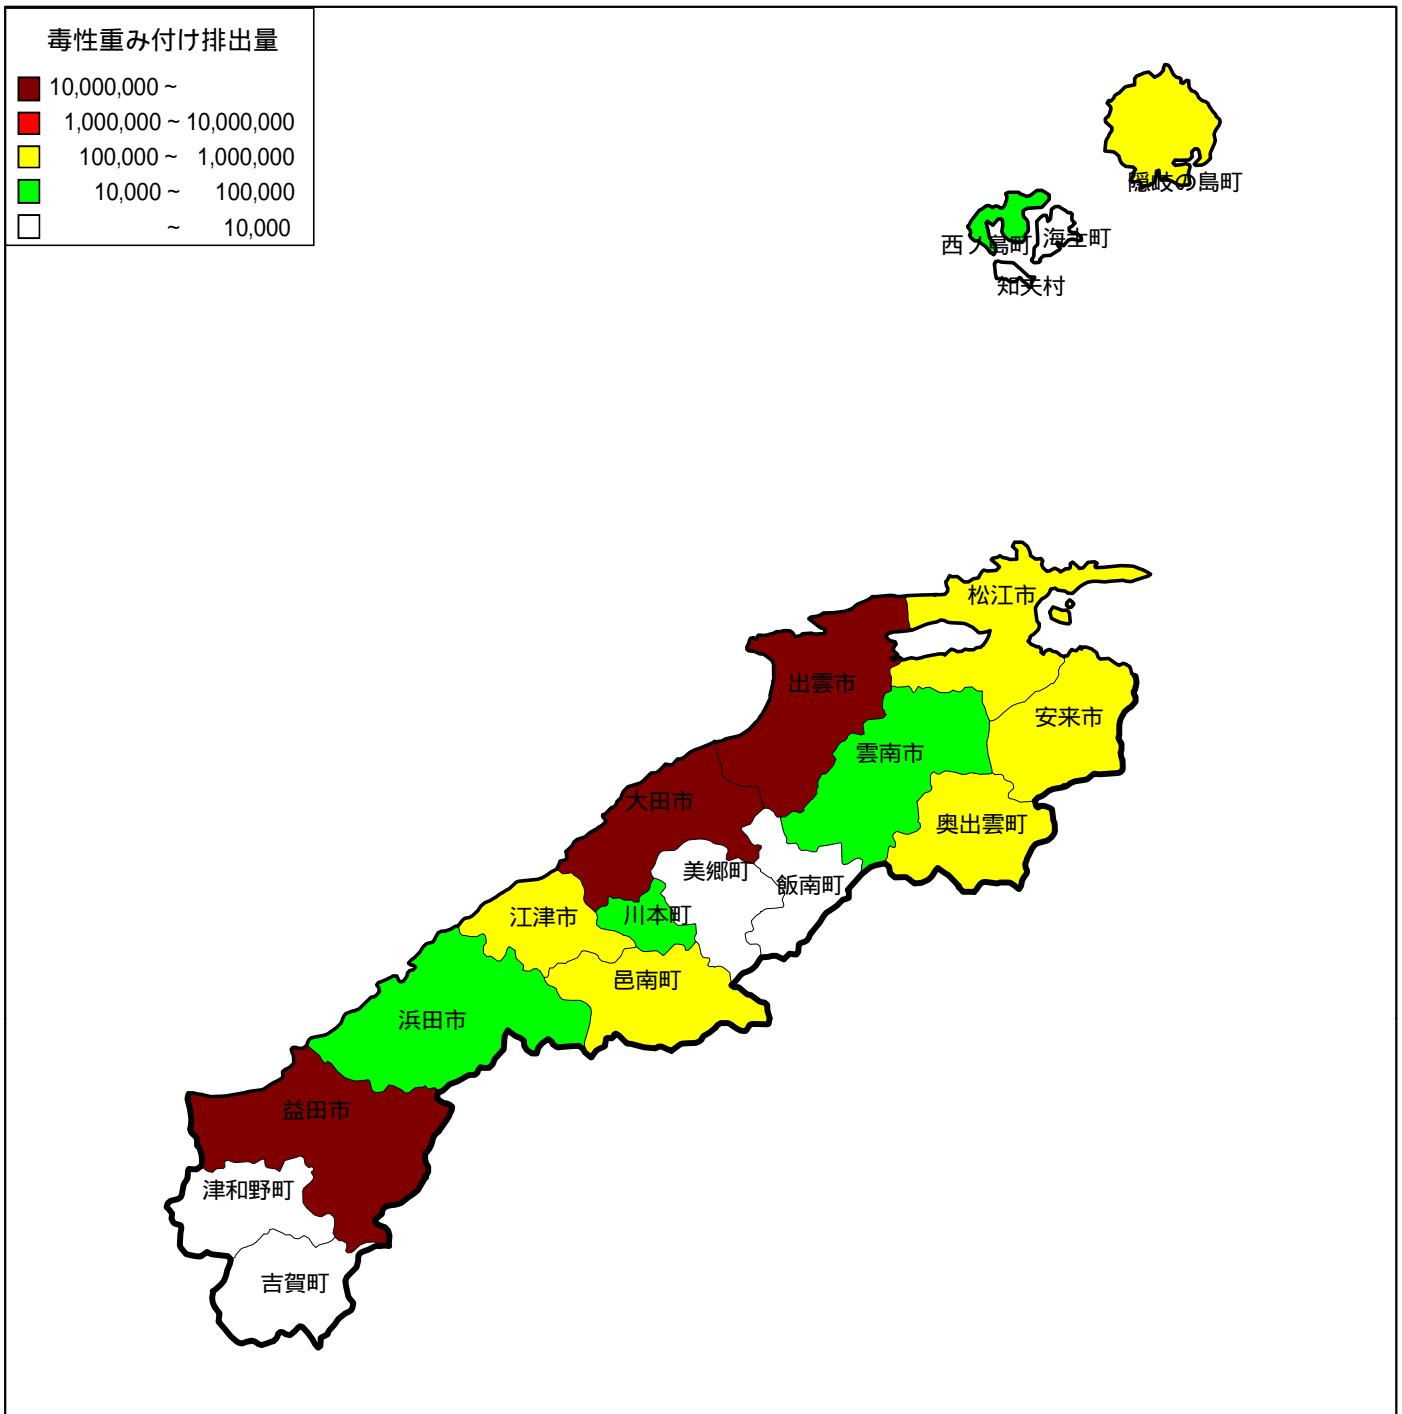 毒性重み付け排出量
10,000,000 ~
1,000,000 ~ 10,000,000
100,000 ~ 1,000,000
10,000 ~ 100,000
~ 10,000
隠岐の島町
西ノ島町
海士町
知夫村
松江市
出雲市
安来市
雲南市
大田市
奥出雲町
美郷町
飯南町
江津市
川本町
邑南町
浜田市
益田市
津和野町
吉賀町